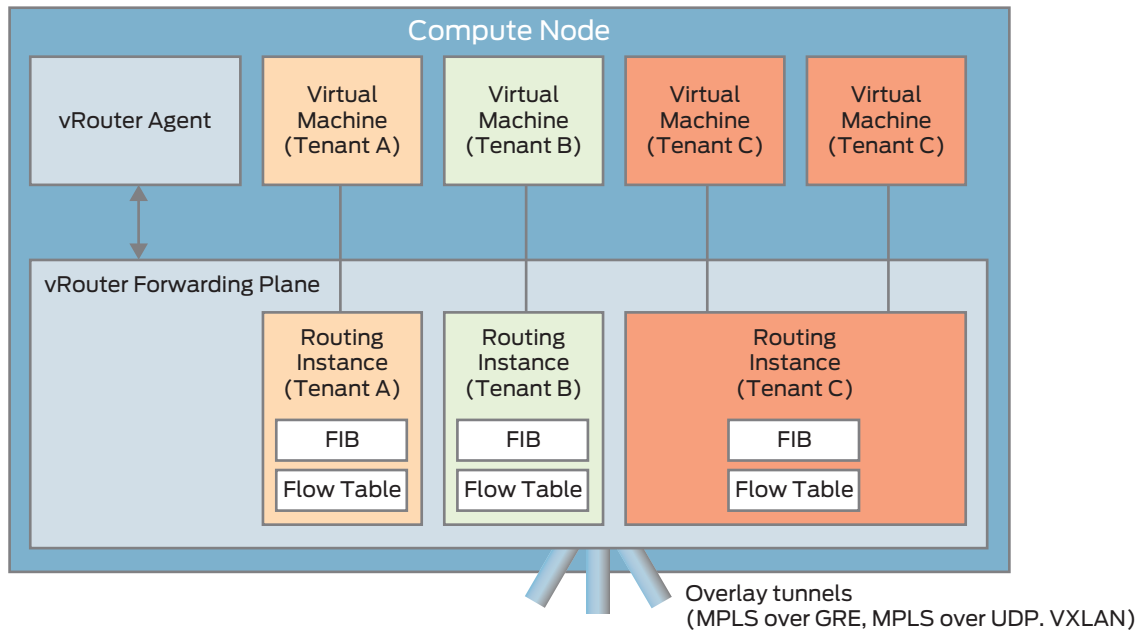 Compute Node
vRouter Agent
Virtual
Machine
(Tenant A)
Virtual
Machine
(Tenant B)
Virtual
Machine
(Tenant C)
Virtual
Machine
(Tenant C)
vRouter Forwarding Plane
Routing
Instance
(Tenant A)
FIB
Flow Table
Routing
Instance
(Tenant B)
FIB
Flow Table
Routing
Instance
(Tenant C)
FIB
Flow Table
Overlay tunnels
(MPLS over GRE, MPLS over UDP. VXLAN)